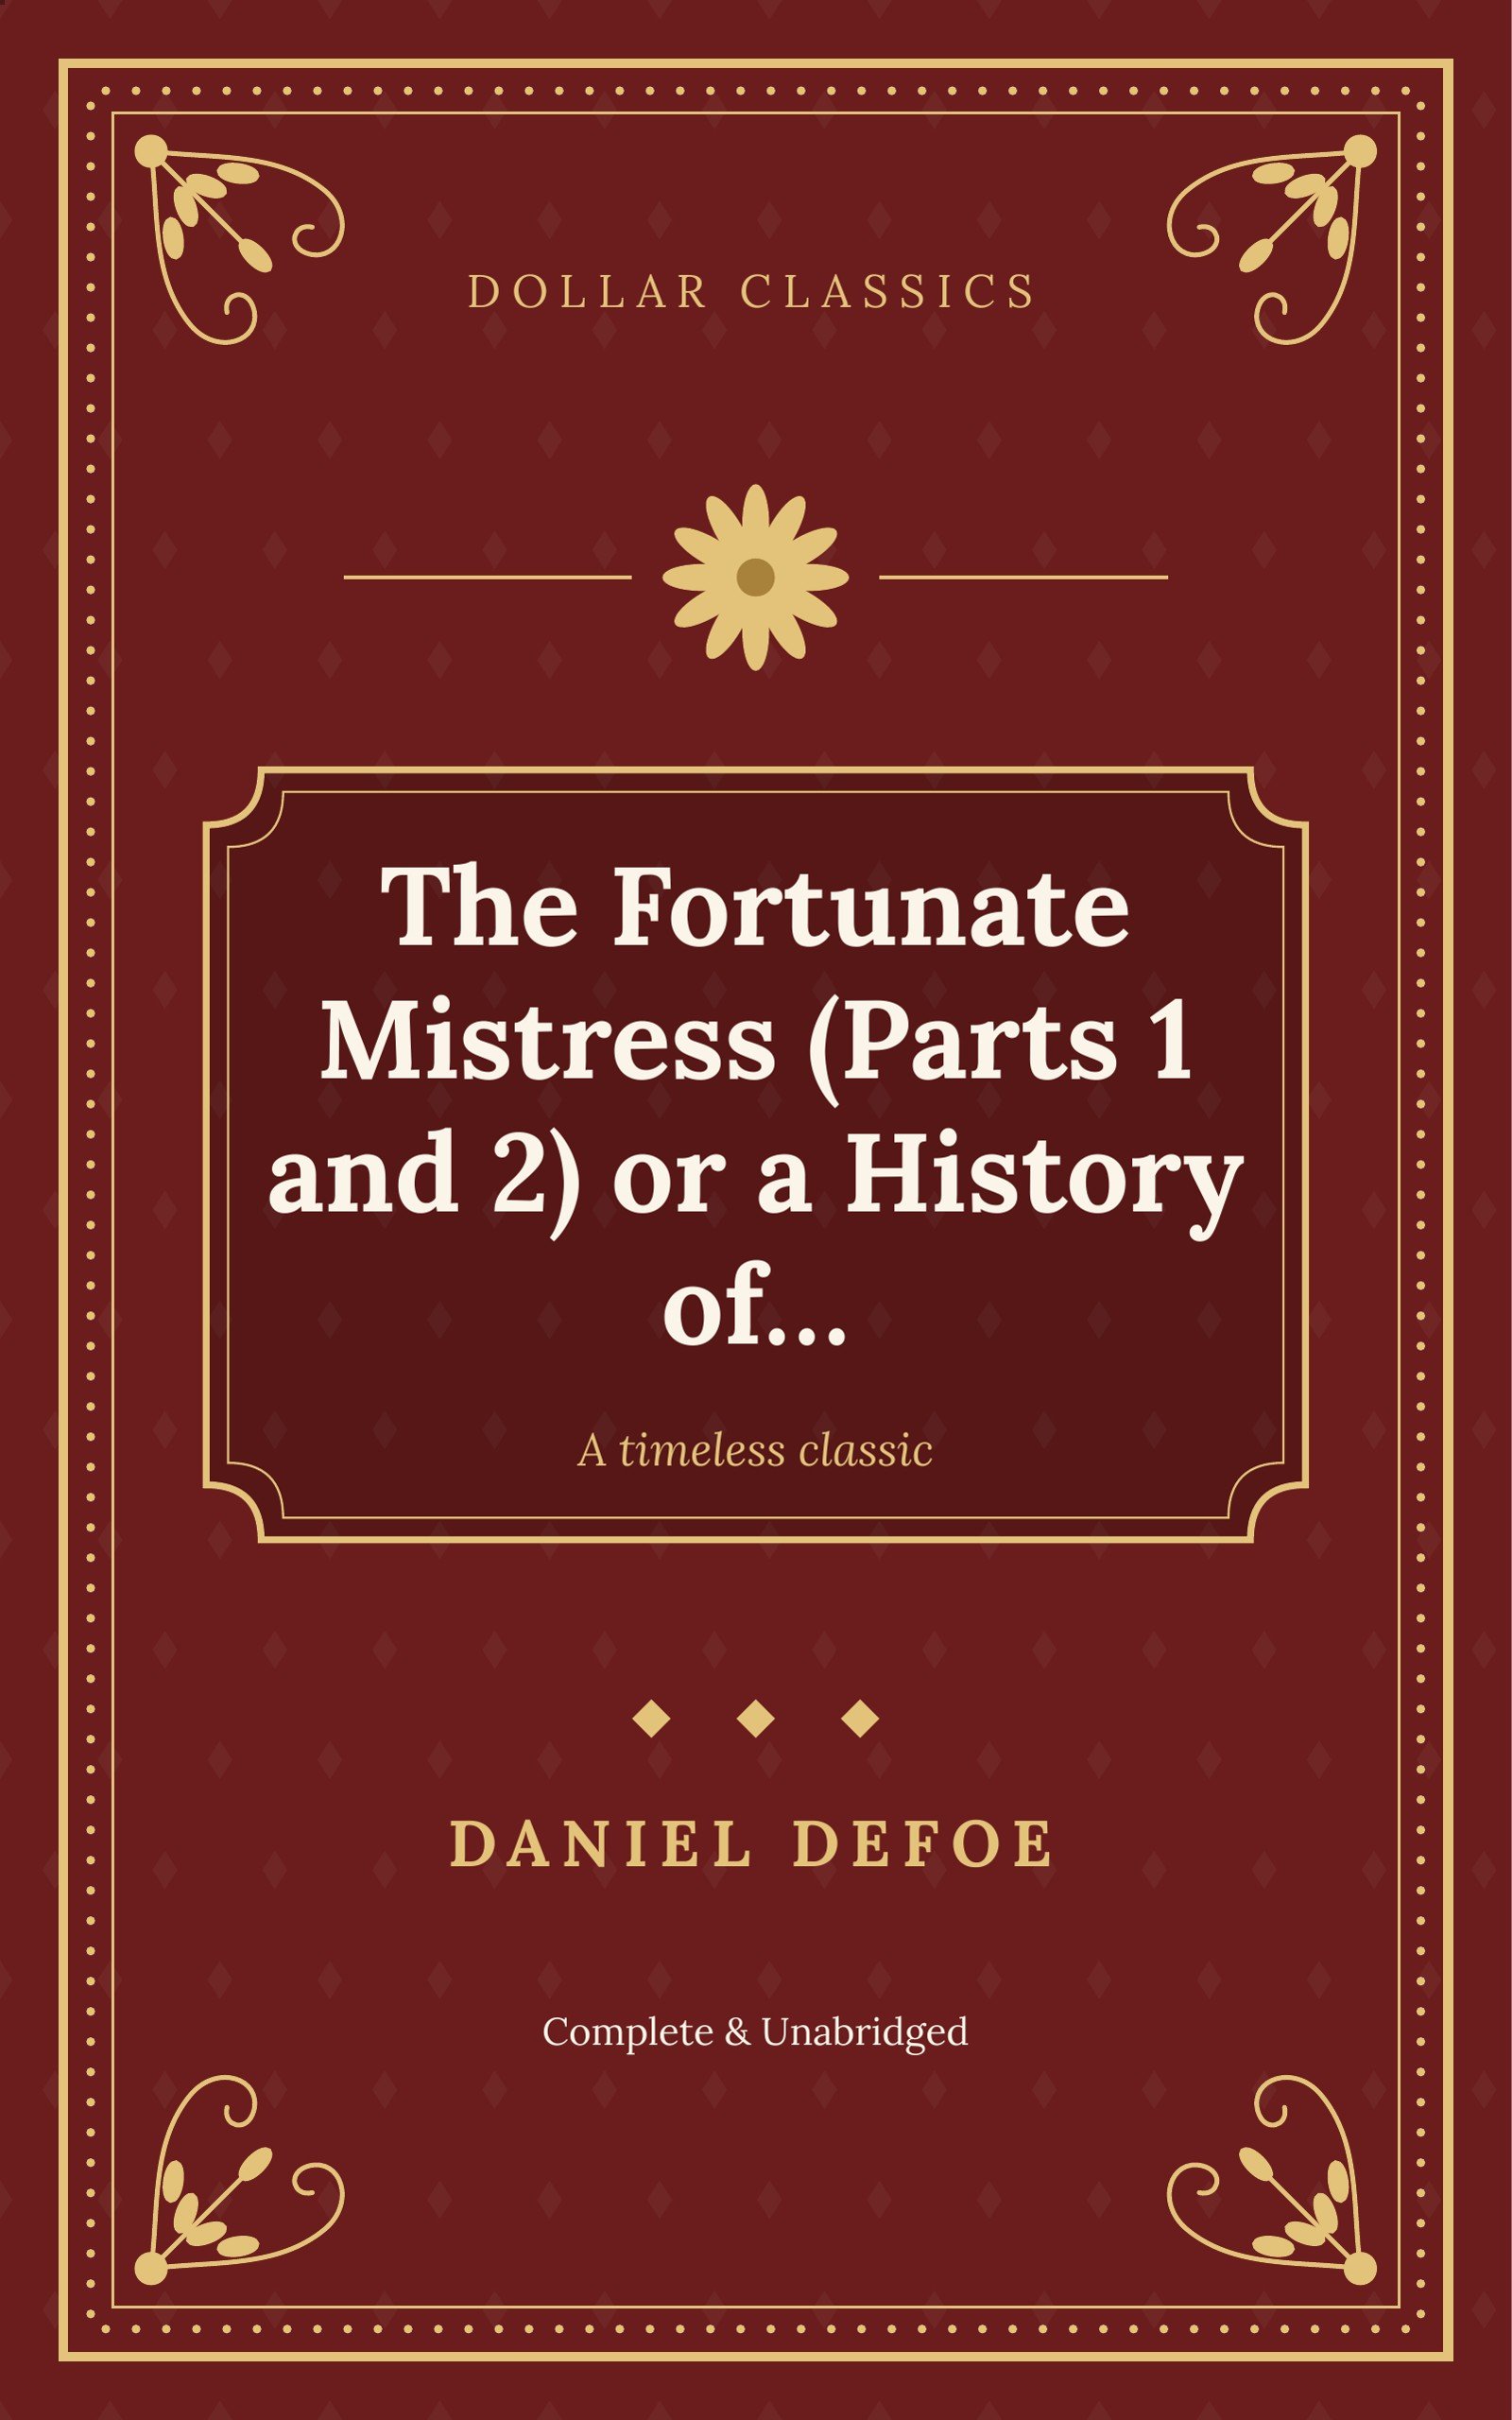 DOLLAR CLASSICS
The Fortunate
Mistress (Parts 1
and 2) or a History
of...
A timeless classic
DANIEL DEFOE
Complete & Unabridged